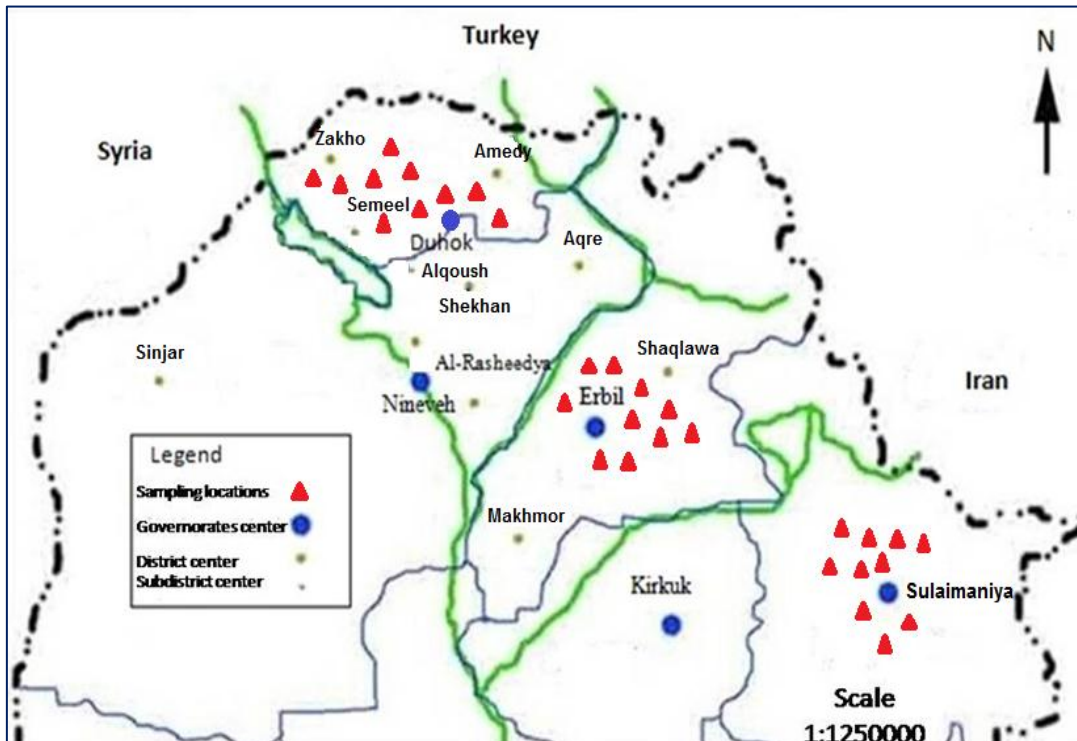 Turkey
N
Syria
Zakho
Amedy
Semeel
Duhok
Aqre
Alqoush
Shekhan
Sinjar
Al-Rasheedya
Shaqlawa
Iran
Nineveh
Erbil
Legend
Sampling locations
Governorates center
District center
Subdistrict center
Makhmor
Kirkuk
Sulaimaniya
Scale
1:1250000